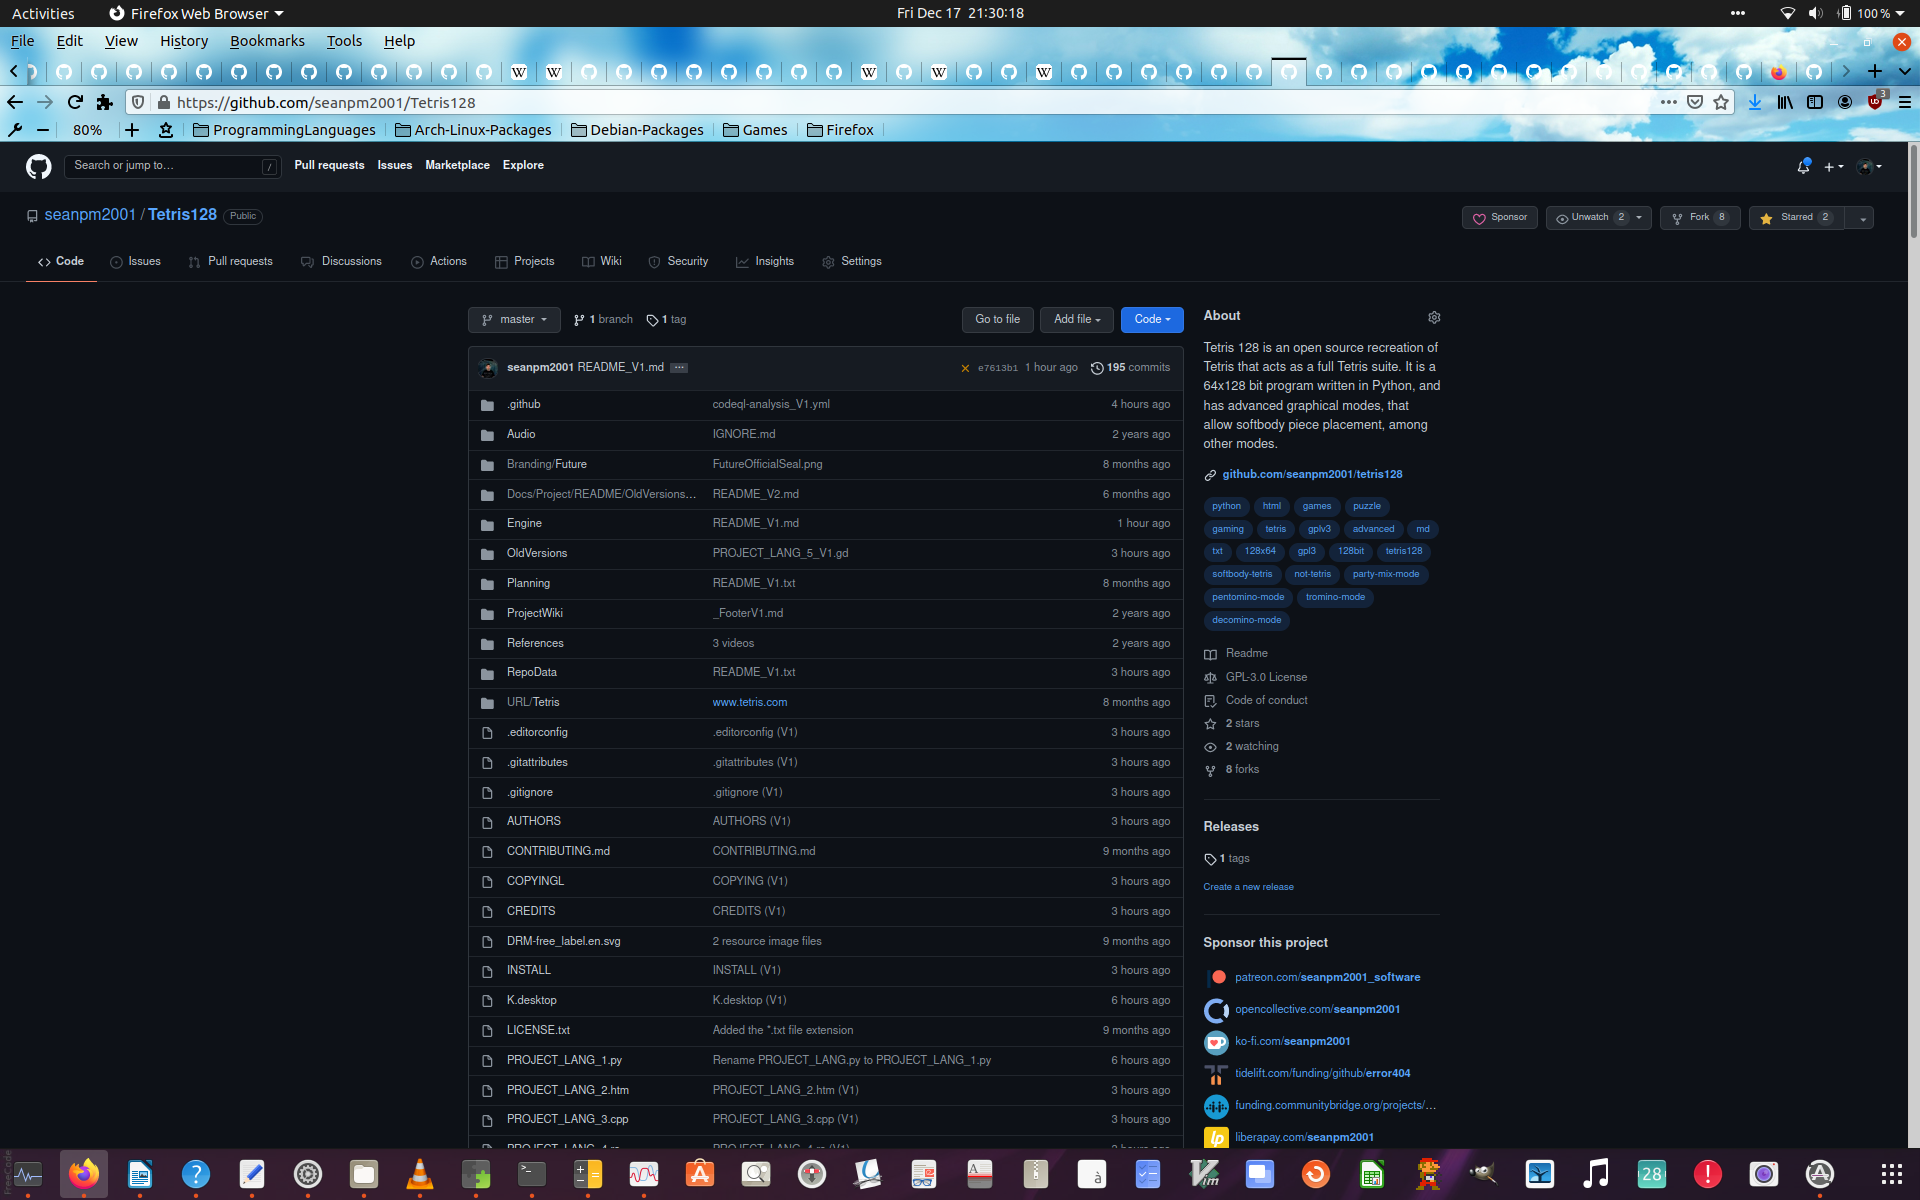 Activities Firefox Web Browser Fri Dec 17 21:30:18 100 %
File Edit View History Bookmarks Tools Help
https://github.com/seanpm2001/Tetris128 3
80% ProgrammingLanguages Arch-Linux-Packages Debian-Packages Games Firefox
Search or jump to… / Pull requests Issues Marketplace Explore
seanpm2001 / Tetris128 Public Sponsor Unwatch 2 Fork 8 Starred 2
Code Issues Pull requests Discussions Actions Projects Wiki Security Insights Settings
master 1 branch 1 tag Go to file Add file Code
seanpm2001 README_V1.md ... e7613b1 1 hour ago 195 commits
.github codeql-analysis_V1.yml 4 hours ago
Audio IGNORE.md 2 years ago
Branding/Future FutureOfficialSeal.png 8 months ago
Docs/Project/README/OldVersions… README_V2.md 6 months ago
Engine README_V1.md 1 hour ago
OldVersions PROJECT_LANG_5_V1.gd 3 hours ago
Planning README_V1.txt 8 months ago
ProjectWiki _FooterV1.md 2 years ago
References 3 videos 2 years ago
RepoData README_V1.txt 3 hours ago
URL/Tetris www.tetris.com 8 months ago
.editorconfig .editorconfig (V1) 3 hours ago
.gitattributes .gitattributes (V1) 3 hours ago
.gitignore .gitignore (V1) 3 hours ago
AUTHORS AUTHORS (V1) 3 hours ago
CONTRIBUTING.md CONTRIBUTING.md 9 months ago
COPYINGL COPYING (V1) 3 hours ago
CREDITS CREDITS (V1) 3 hours ago
DRM-free_label.en.svg 2 resource image files 9 months ago
INSTALL INSTALL (V1) 3 hours ago
K.desktop K.desktop (V1) 6 hours ago
LICENSE.txt Added the *.txt file extension 9 months ago
PROJECT_LANG_1.py Rename PROJECT_LANG.py to PROJECT_LANG_1.py 6 hours ago
PROJECT_LANG_2.htm PROJECT_LANG_2.htm (V1) 3 hours ago
PROJECT_LANG_3.cpp PROJECT_LANG_3.cpp (V1) 3 hours ago
About
Tetris 128 is an open source recreation of
Tetris that acts as a full Tetris suite. It is a
64x128 bit program written in Python, and
has advanced graphical modes, that
allow softbody piece placement, among
other modes.
github.com/seanpm2001/tetris128
python html games puzzle
gaming tetris gplv3 advanced md
txt 128x64 gpl3 128bit tetris128
softbody-tetris not-tetris party-mix-mode
pentomino-mode tromino-mode
decomino-mode
Readme
GPL-3.0 License
Code of conduct
2 stars
2 watching
8 forks
Releases
1 tags
Create a new release
Sponsor this project
patreon.com/seanpm2001_software
opencollective.com/seanpm2001
ko-fi.com/seanpm2001
tidelift.com/funding/github/error404
funding.communitybridge.org/projects/…
liberapay.com/seanpm2001
28